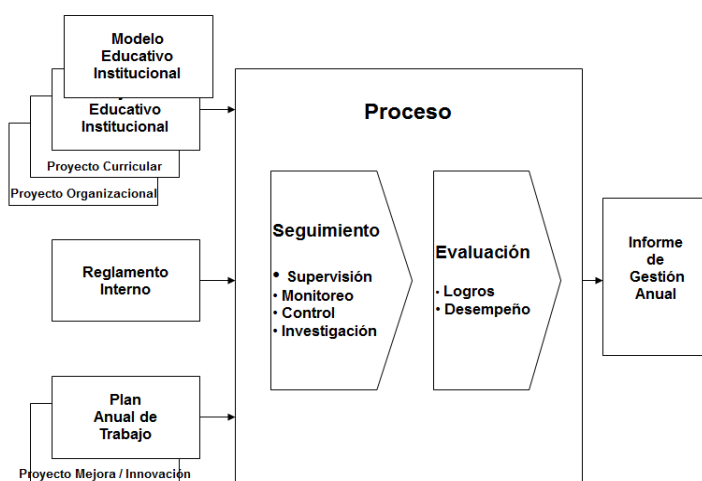 Modelo
Educativo
Institucional
Educativo
Institucional
Proyecto Curricular
Proyecto Organizacional
Reglamento
Interno
Plan
Anual de
Trabajo
Proyecto Mejora / Innovación
Proceso
Seguimiento
• Supervisión
• Monitoreo
• Control
• Investigación
Evaluación
• Logros
• Desempeño
Informe
de
Gestión
Anual